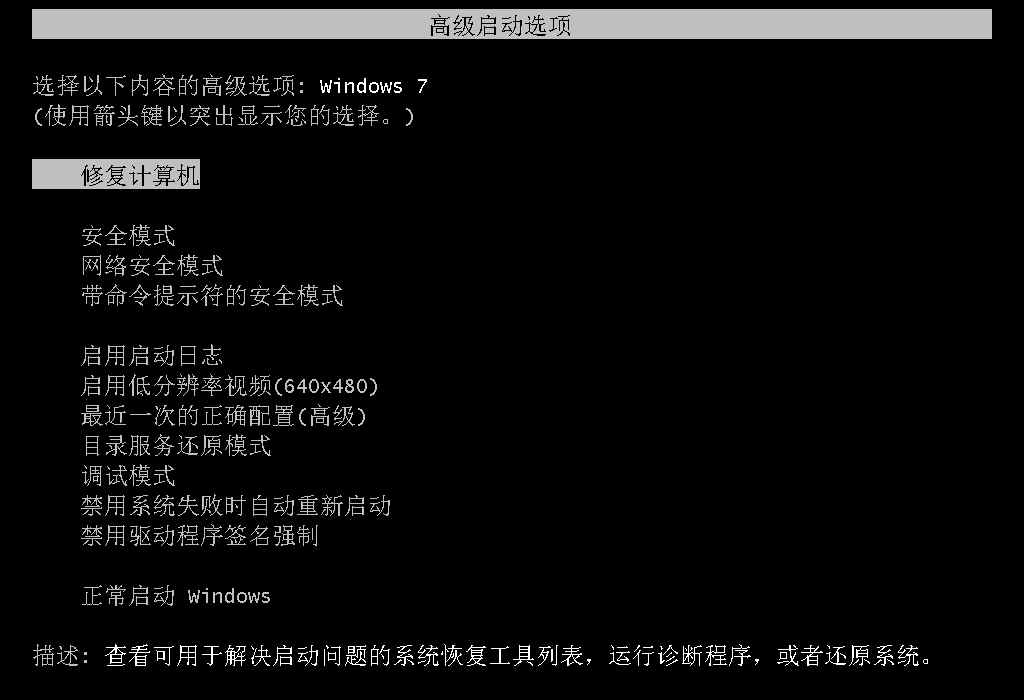 高级启动选项
选择以下内容的高级选项: Windows 7
(使用箭头键以突出显示您的选择。)
修复计算机
安全模式
网络安全模式
带命令提示符的安全模式
启用启动日志
启用低分辨率视频(640x480)
最近一次的正确配置(高级)
目录服务还原模式
调试模式
禁用系统失败时自动重新启动
禁用驱动程序签名强制
正常启动 Windows
描述: 查看可用于解决启动问题的系统恢复工具列表，运行诊断程序，或者还原系统。